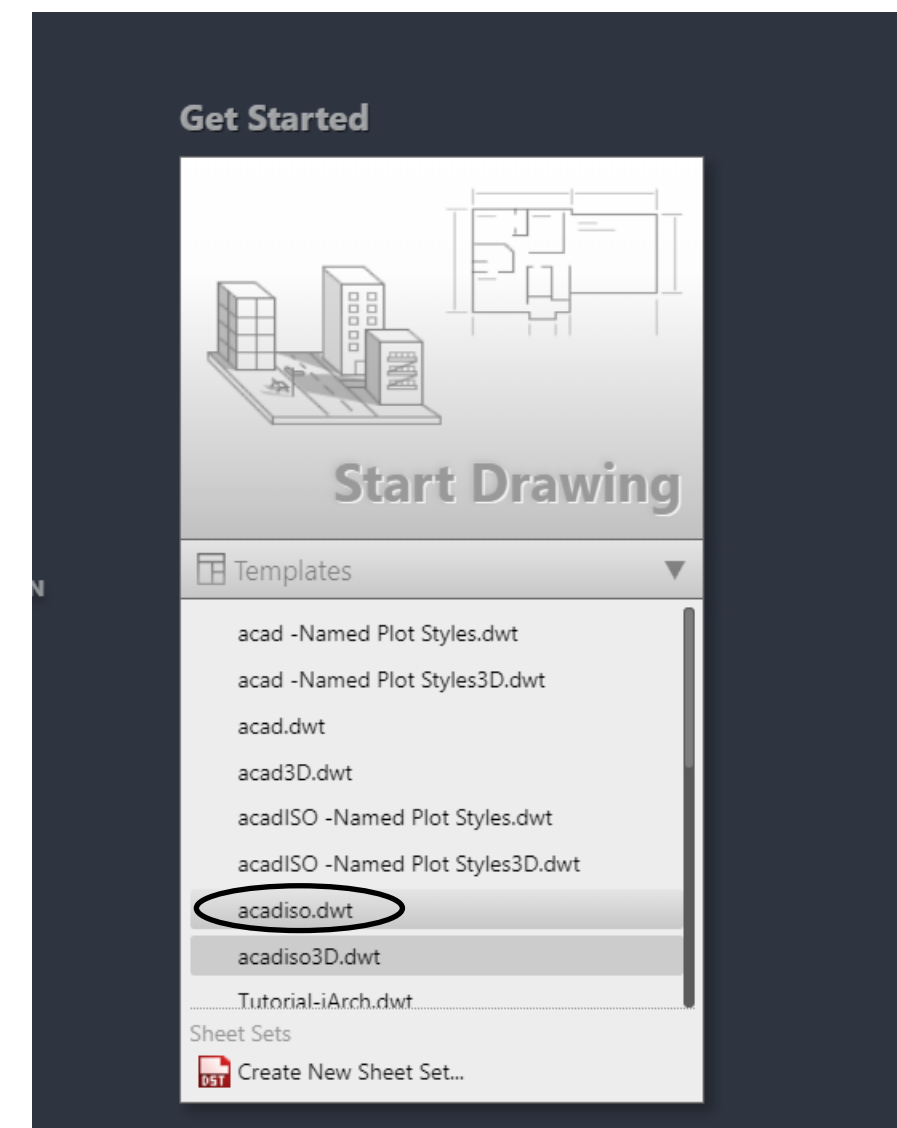 Get Started
Start Drawing
Templates
N
acad -Named Plot Styles.dwt
acad -Named Plot Styles3D.dwt
acad.dwt
acad3D.dwt
acadISO -Named Plot Styles.dwt
acadISO -Named Plot Styles3D.dwt
acadiso.dwt
acadiso3D.dwt
Tutorial-iArch.dwt
Sheet Sets
DST Create New Sheet Set...